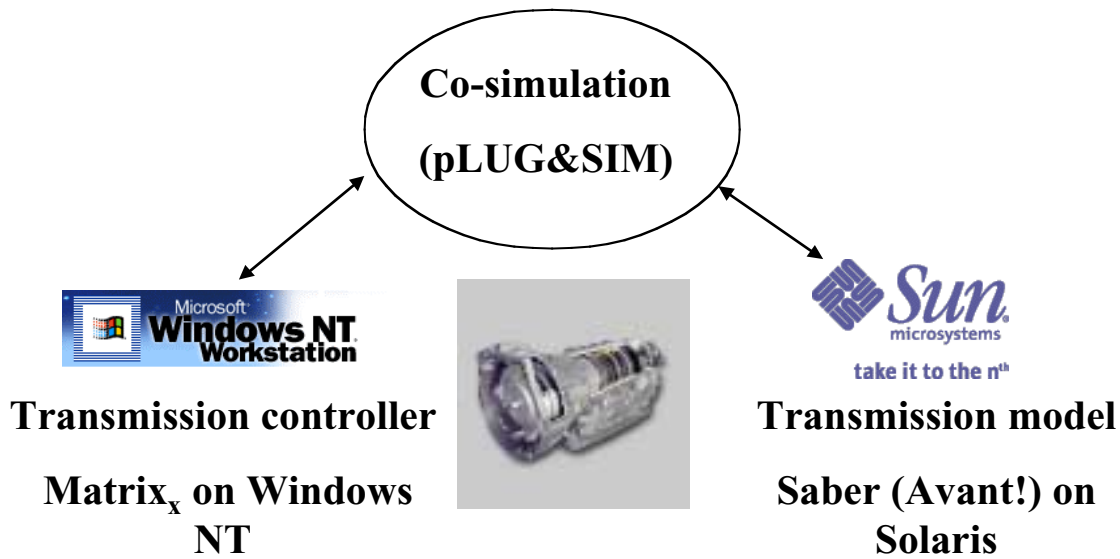 Co-simulation
(pLUG&SIM)
Microsoft
Windows NT
Workstation
Sun
microsystems
take it to the nth
Transmission controller
Matrixx on Windows
NT
Transmission model
Saber (Avant!) on
Solaris